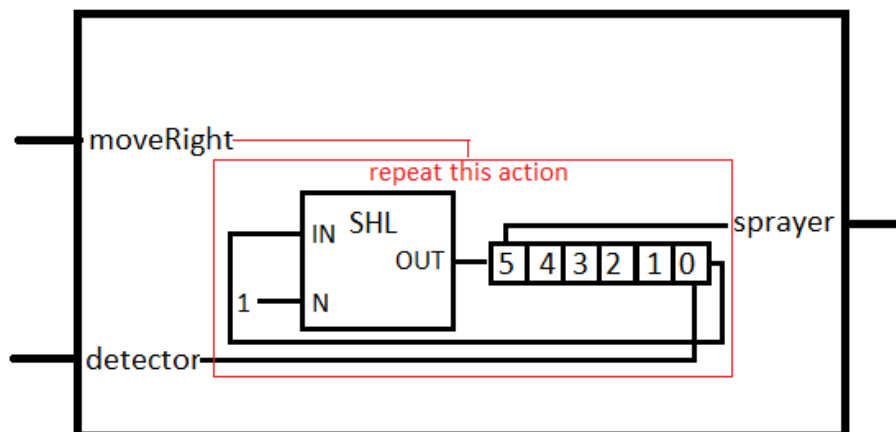 moveRight
repeat this action
SHL
sprayer
IN
OUT
5 4 3 2 1 0
1
N
detector